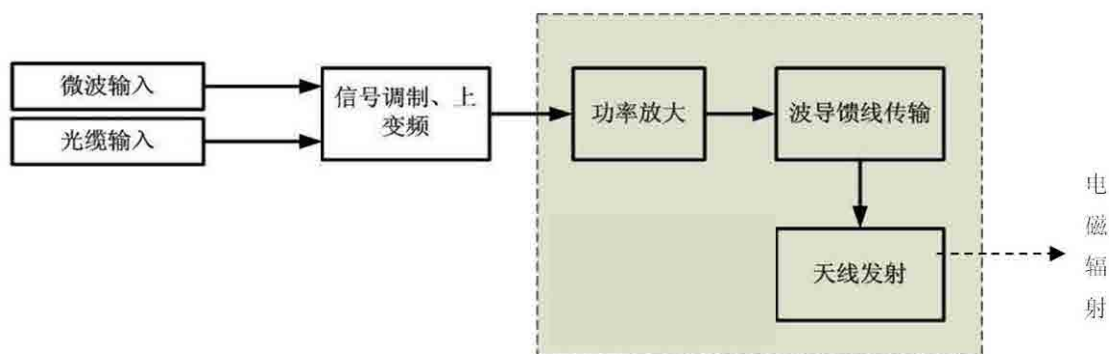 微波输入
光缆输入
信号调制、上
变频
功率放大
波导馈线传输
天线发射
电
磁
辐
射